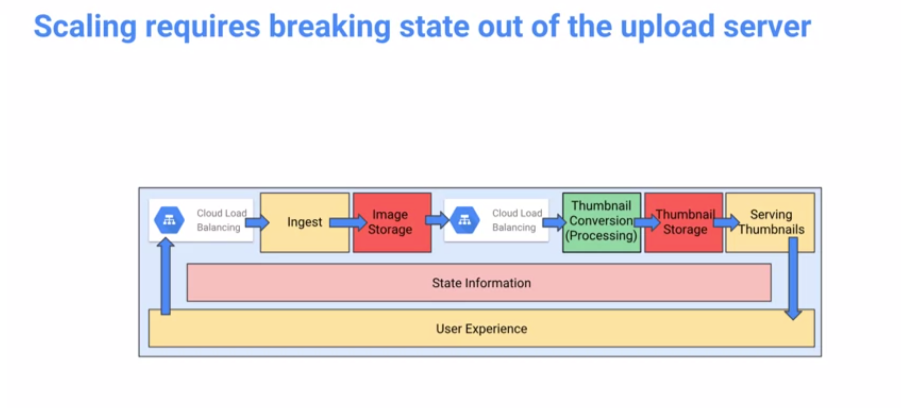 Scaling requires breaking state out of the upload server
Cloud Load
Balancing
Ingest
Image
Storage
Cloud Load
Balancing
Thumbnail
Conversion
(Processing)
Thumbnail
Storage
Serving
Thumbnails
State Information
User Experience